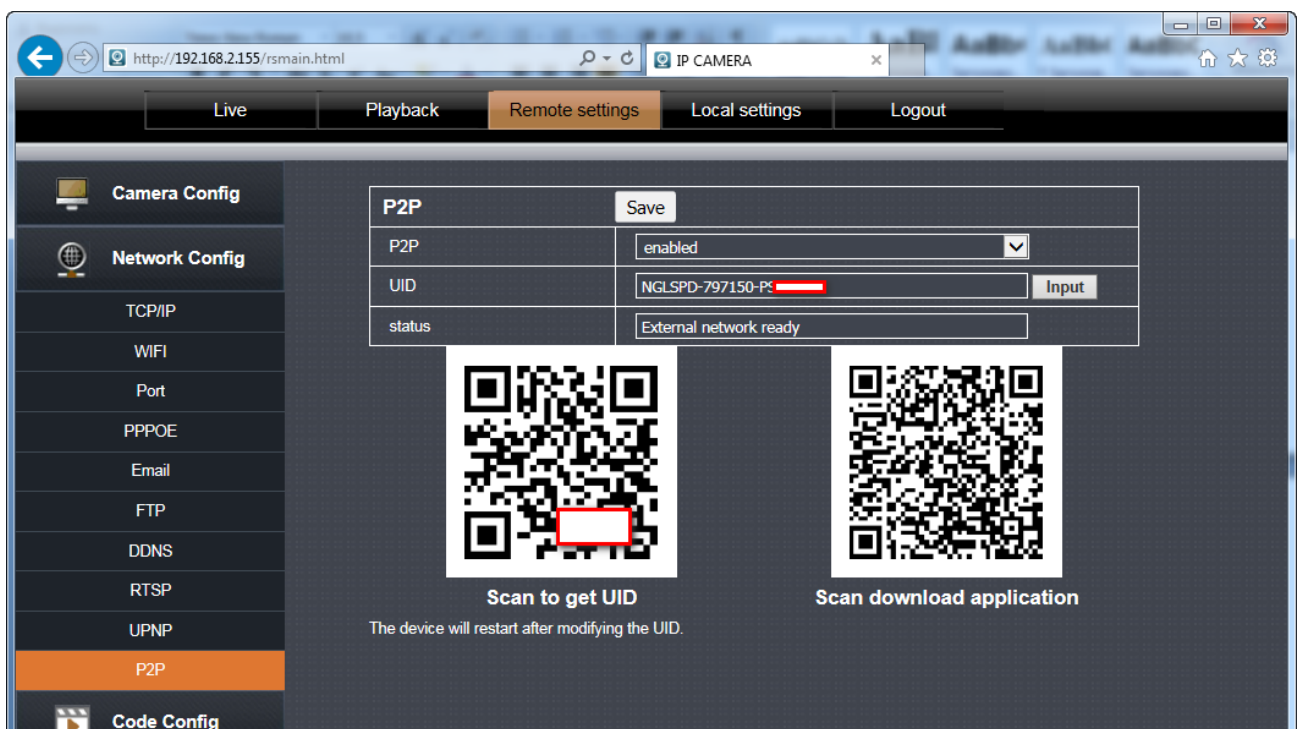 http://192.168.2.155/rsmain.html
IP CAMERA
Live
Playback
Remote settings
Local settings
Logout
Camera Config
Network Config
TCP/IP
WIFI
Port
PPPOE
Email
FTP
DDNS
RTSP
UPNP
P2P
Code Config
P2P Save
P2P enabled
UID NGLSPD-797150-PS Input
status External network ready
Scan to get UID
Scan download application
The device will restart after modifying the UID.